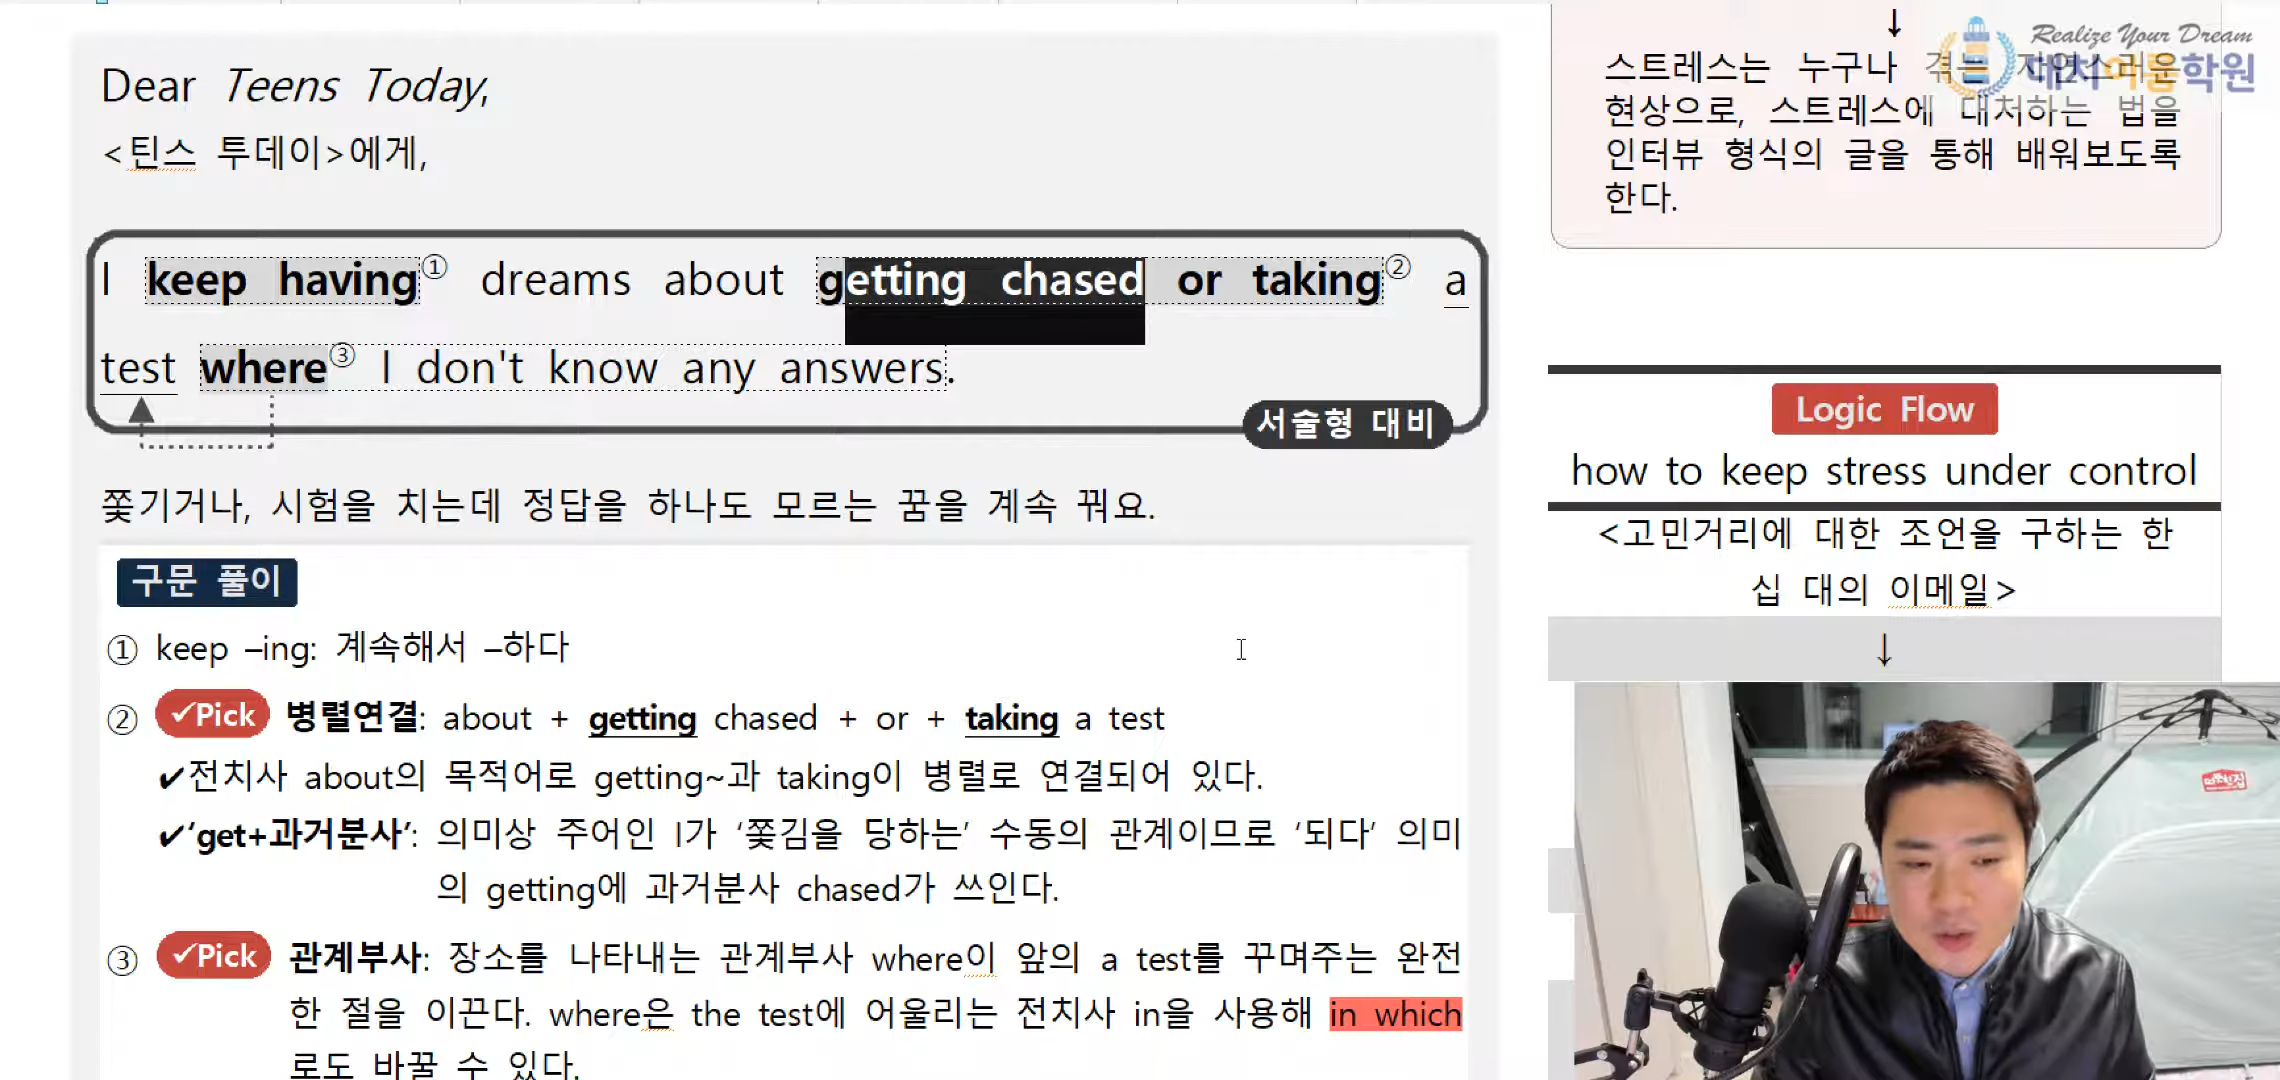 Dear Teens Today,
<틴스 투데이>에게,
I keep having① dreams about getting chased or taking② a
test where③ I don't know any answers.
서술형 대비
쫓기거나, 시험을 치는데 정답을 하나도 모르는 꿈을 계속 꿔요.
구문 풀이
① keep –ing: 계속해서 –하다
② ✓Pick 병렬연결: about + getting chased + or + taking a test
✔전치사 about의 목적어로 getting~과 taking이 병렬로 연결되어 있다.
✔‘get+과거분사’: 의미상 주어인 I가 ‘쫓김을 당하는’ 수동의 관계이므로 ‘되다’ 의미
의 getting에 과거분사 chased가 쓰인다.
③ ✓Pick 관계부사: 장소를 나타내는 관계부사 where이 앞의 a test를 꾸며주는 완전
한 절을 이끈다. where은 the test에 어울리는 전치사 in을 사용해 in which
로도 바꿀 수 있다.
↓
Realize Your Dream
대치이룸학원
스트레스는 누구나 겪는 자연스러운
현상으로, 스트레스에 대처하는 법을
인터뷰 형식의 글을 통해 배워보도록
한다.
Logic Flow
how to keep stress under control
<고민거리에 대한 조언을 구하는 한
십 대의 이메일>
↓